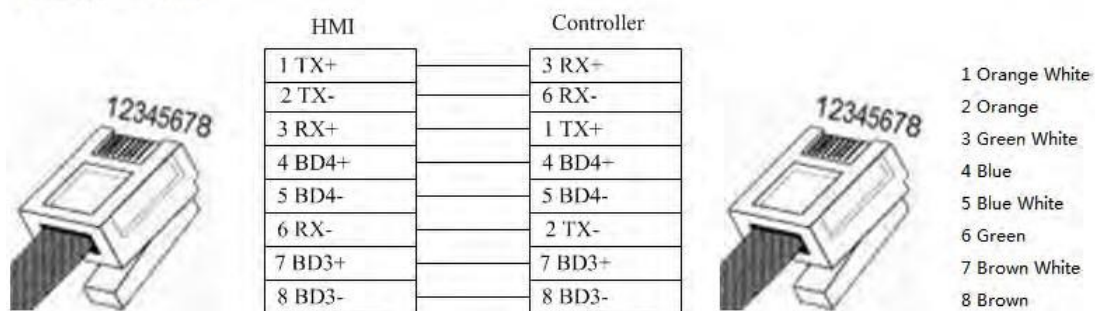 HMI Controller
1 TX+ 3 RX+
2 TX- 6 RX-
3 RX+ 1 TX+
4 BD4+ 4 BD4+
5 BD4- 5 BD4-
6 RX- 2 TX-
7 BD3+ 7 BD3+
8 BD3- 8 BD3-
12345678
12345678
1 Orange White
2 Orange
3 Green White
4 Blue
5 Blue White
6 Green
7 Brown White
8 Brown